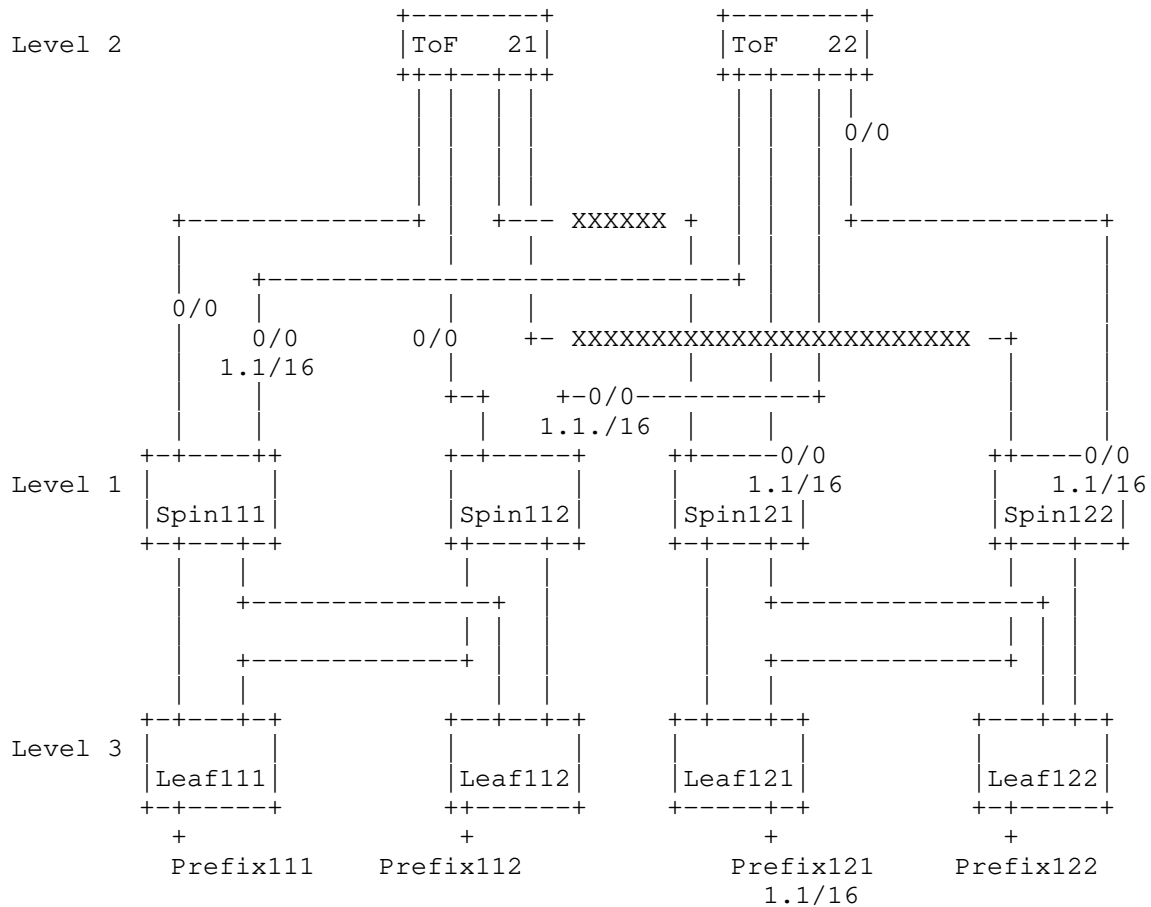 Level 2 ToF 21 ToF 22
0/0
XXXXXX
0/0
0/0 0/0 XXXXXXXXXXXXXXXXXXXXXXXXX
1.1/16
0/0
1.1./16
0/0 0/0
Level 1 1.1/16 1.1/16
Spin111 Spin112 Spin121 Spin122
Level 3
Leaf111 Leaf112 Leaf121 Leaf122
Prefix111 Prefix112 Prefix121 Prefix122
1.1/16